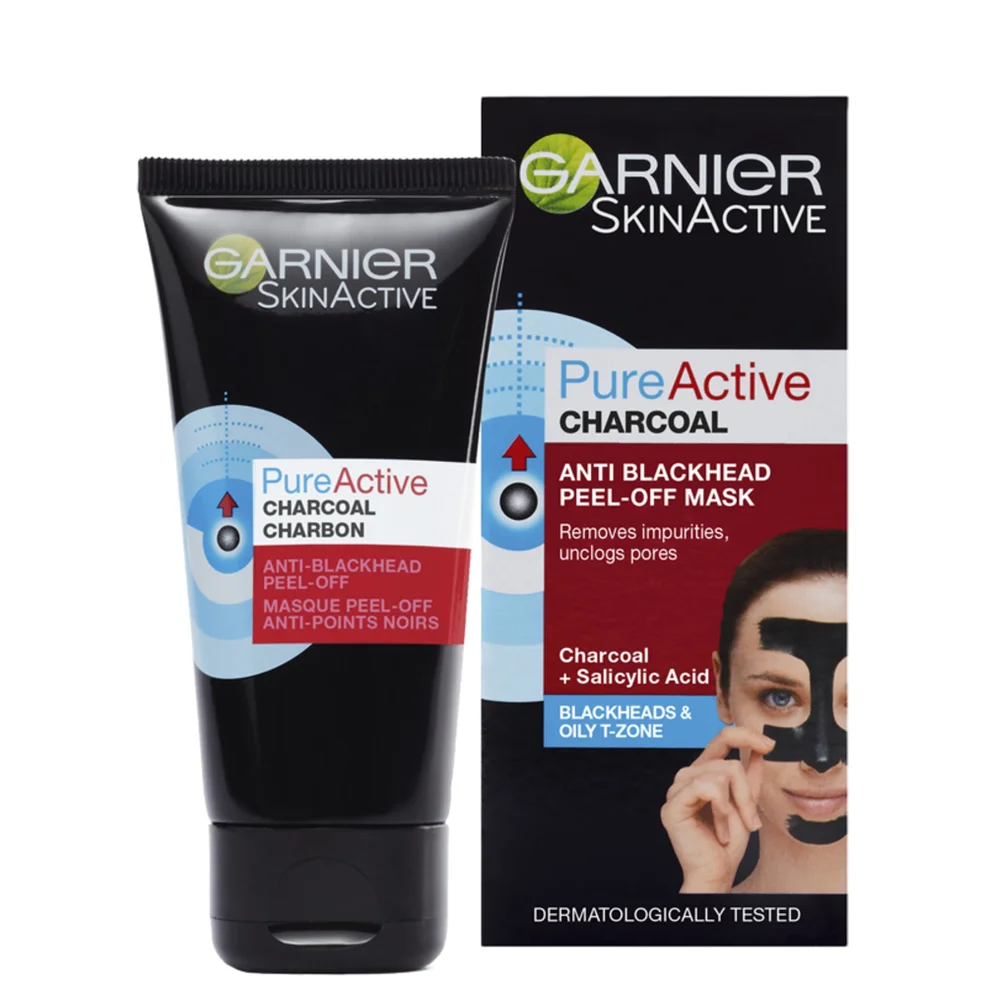 GARNIER
SKINACTIVE
PureActive
CHARCOAL
CHARBON
ANTI-BLACKHEAD
PEEL-OFF
MASQUE PEEL-OFF
ANTI-POINTS NOIRS
GARNIER
SKINACTIVE
PureActive
CHARCOAL
ANTI BLACKHEAD
PEEL-OFF MASK
Removes impurities,
unclogs pores
Charcoal
+ Salicylic Acid
BLACKHEADS &
OILY T-ZONE
DERMATOLOGICALLY TESTED